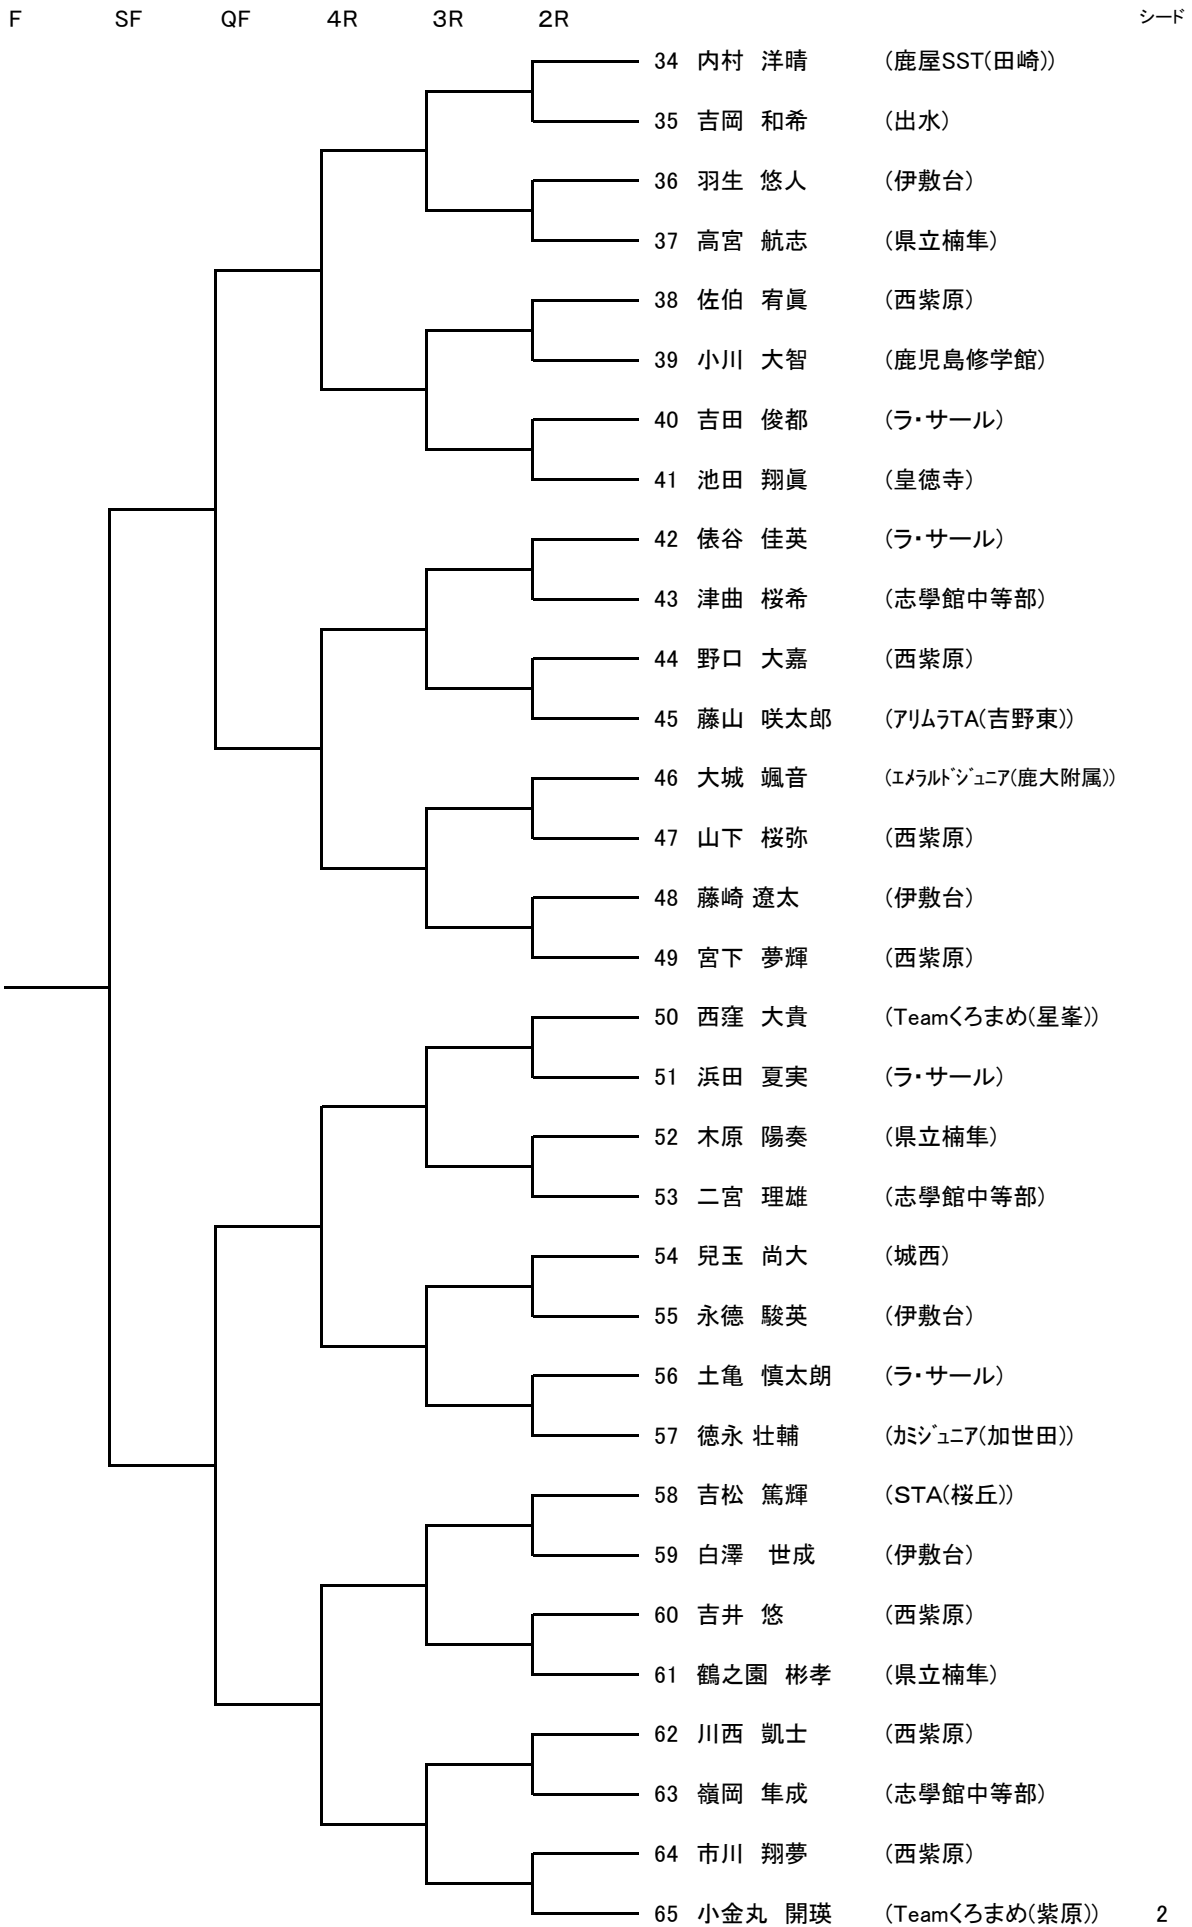 F SF QF 4R 3R 2R シード
34 内村 洋晴 (鹿屋SST(田崎))
35 吉岡 和希 (出水)
36 羽生 悠人 (伊敷台)
37 高宮 航志 (県立楠隼)
38 佐伯 宥眞 (西紫原)
39 小川 大智 (鹿児島修学館)
40 吉田 俊都 (ラ・サール)
41 池田 翔眞 (皇徳寺)
42 俵谷 佳英 (ラ・サール)
43 津曲 桜希 (志學館中等部)
44 野口 大嘉 (西紫原)
45 藤山 咲太郎 (ｱﾘﾑﾗTA(吉野東))
46 大城 颯音 (ｴﾒﾗﾙﾄﾞｼﾞｭﾆｱ(鹿大附属))
47 山下 桜弥 (西紫原)
48 藤崎 遼太 (伊敷台)
49 宮下 夢輝 (西紫原)
50 西窪 大貴 (Teamくろまめ(星峯))
51 浜田 夏実 (ラ・サール)
52 木原 陽奏 (県立楠隼)
53 二宮 理雄 (志學館中等部)
54 兒玉 尚大 (城西)
55 永德 駿英 (伊敷台)
56 土亀 慎太朗 (ラ・サール)
57 徳永 壮輔 (ｶﾐｼﾞｭﾆｱ(加世田))
58 吉松 篤輝 (STA(桜丘))
59 白澤 世成 (伊敷台)
60 吉井 悠 (西紫原)
61 鶴之園 彬孝 (県立楠隼)
62 川西 凱士 (西紫原)
63 嶺岡 隼成 (志學館中等部)
64 市川 翔夢 (西紫原)
65 小金丸 開瑛 (Teamくろまめ(紫原)) 2